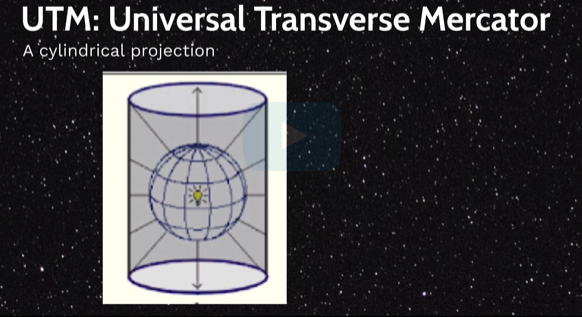 UTM: Universal Transverse Mercator
A cylindrical projection